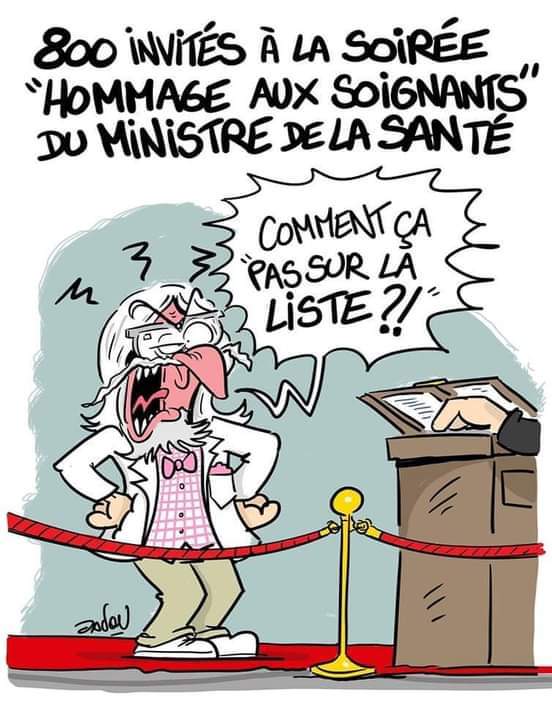 800 INVITÉS À LA SOIRÉE
"HOMMAGE AUX SOIGNANTS"
DU MINISTRE DE LA SANTÉ
COMMENT ÇA
"PAS SUR LA
LISTE ?!"